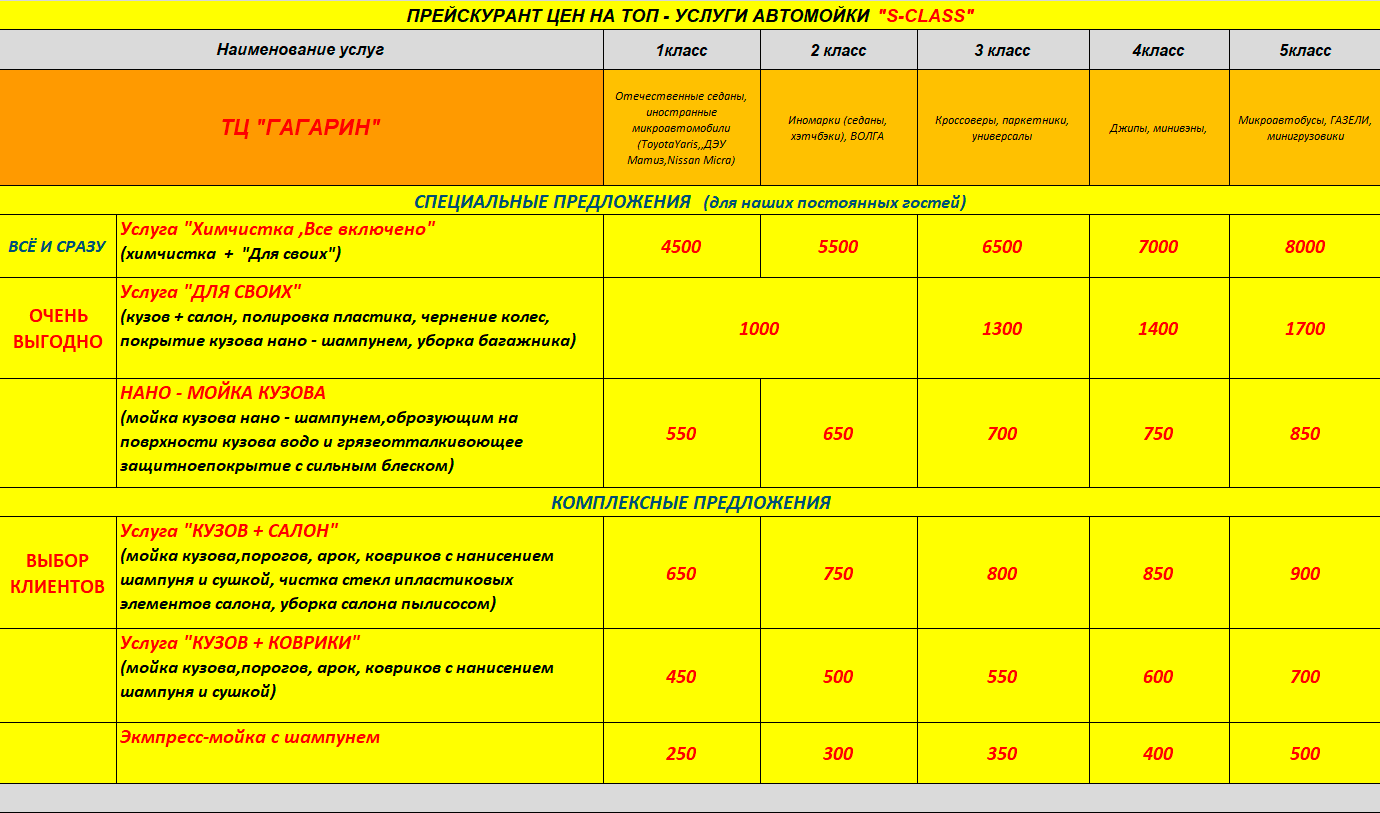 ПРЕЙСКУРАНТ ЦЕН НА ТОП - УСЛУГИ АВТОМОЙКИ "S-CLASS"
Наименование услуг
1класс
2 класс
3 класс
4класс
5класс
ТЦ "ГАГАРИН"
Отечественные седаны,
иностранные
микроавтомобили
(ToyotaYaris,,ДЭУ
Матиз,Nissan Micra)
Иномарки (седаны,
хэтчбэки), ВОЛГА
Кроссоверы, паркетники,
универсалы
Джипы, минивэны,
Микроавтобусы, ГАЗЕЛИ,
минигрузовики
СПЕЦИАЛЬНЫЕ ПРЕДЛОЖЕНИЯ (для наших постоянных гостей)
ВСЁ И СРАЗУ
Услуга "Химчистка ,Все включено"
(химчистка + "Для своих")
4500
5500
6500
7000
8000
ОЧЕНЬ
ВЫГОДНО
Услуга "ДЛЯ СВОИХ"
(кузов + салон, полировка пластика, чернение колес,
покрытие кузова нано - шампунем, уборка багажника)
1000
1300
1400
1700
НАНО - МОЙКА КУЗОВА
(мойка кузова нано - шампунем,оброзующим на
поврхности кузова водо и грязеотталкивоющее
защитноепокрытие с сильным блеском)
550
650
700
750
850
КОМПЛЕКСНЫЕ ПРЕДЛОЖЕНИЯ
ВЫБОР
КЛИЕНТОВ
Услуга "КУЗОВ + САЛОН"
(мойка кузова,порогов, арок, ковриков с нанисением
шампуня и сушкой, чистка стекл ипластиковых
элементов салона, уборка салона пылисосом)
650
750
800
850
900
Услуга "КУЗОВ + КОВРИКИ"
(мойка кузова,порогов, арок, ковриков с нанисением
шампуня и сушкой)
450
500
550
600
700
Экмпресс-мойка с шампунем
250
300
350
400
500